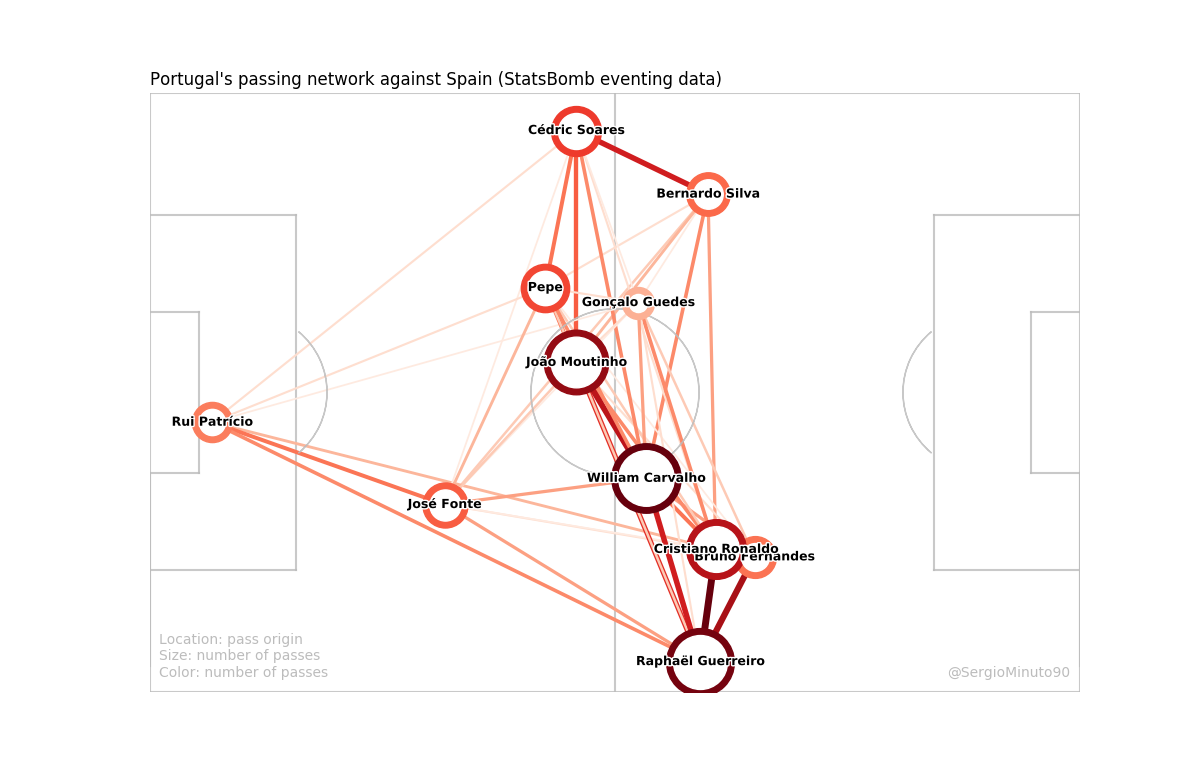 Portugal's passing network against Spain (StatsBomb eventing data)
Cédric Soares
Bernardo Silva
Pepe
Gonçalo Guedes
João Moutinho
Rui Patrício
William Carvalho
José Fonte
Cristiano Ronaldo
Bruno Fernandes
Raphaël Guerreiro
Location: pass origin
Size: number of passes
Color: number of passes
@SergioMinuto90